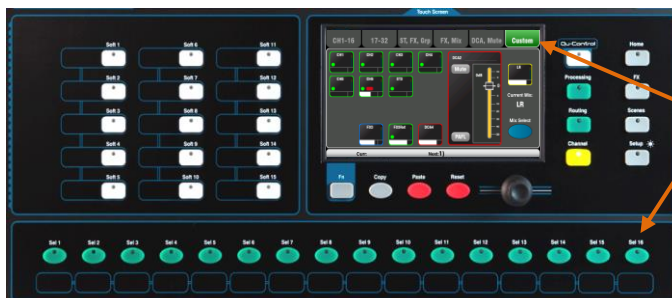 Touch Screen
Soft 1
Soft 6
Soft 11
Soft 2
Soft 7
Soft 12
Soft 3
Soft 8
Soft 13
Soft 4
Soft 9
Soft 14
Soft 5
Soft 10
Soft 15
CH1-16
17-32
ST, FX, Grp
FX, Mix
DCA, Mute
Custom
Mute
PAFL
LR
Current Mix:
LR
Mix Select
Qu-Control
Home
Processing
FX
Routing
Scenes
Channel
Setup
Fn
Copy
Paste
Reset
Sel 1
Sel 2
Sel 3
Sel 4
Sel 5
Sel 6
Sel 7
Sel 8
Sel 9
Sel 10
Sel 11
Sel 12
Sel 13
Sel 14
Sel 15
Sel 16